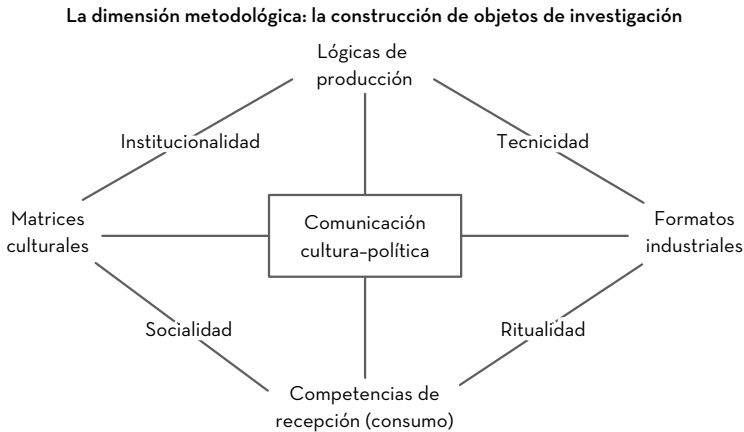 La dimensión metodológica: la construcción de objetos de investigación
Lógicas de
producción
Institucionalidad
Tecnicidad
Matrices
culturales
Comunicación
cultura-política
Formatos
industriales
Socialidad
Ritualidad
Competencias de
recepción (consumo)